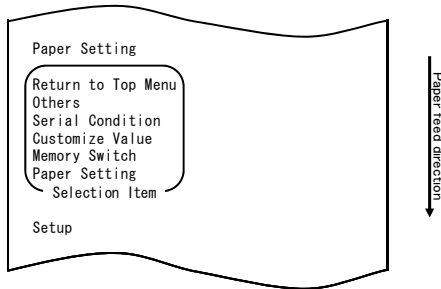 Paper Setting
Return to Top Menu
Others
Serial Condition
Customize Value
Memory Switch
Paper Setting
Selection Item
Setup
Paper feed direction